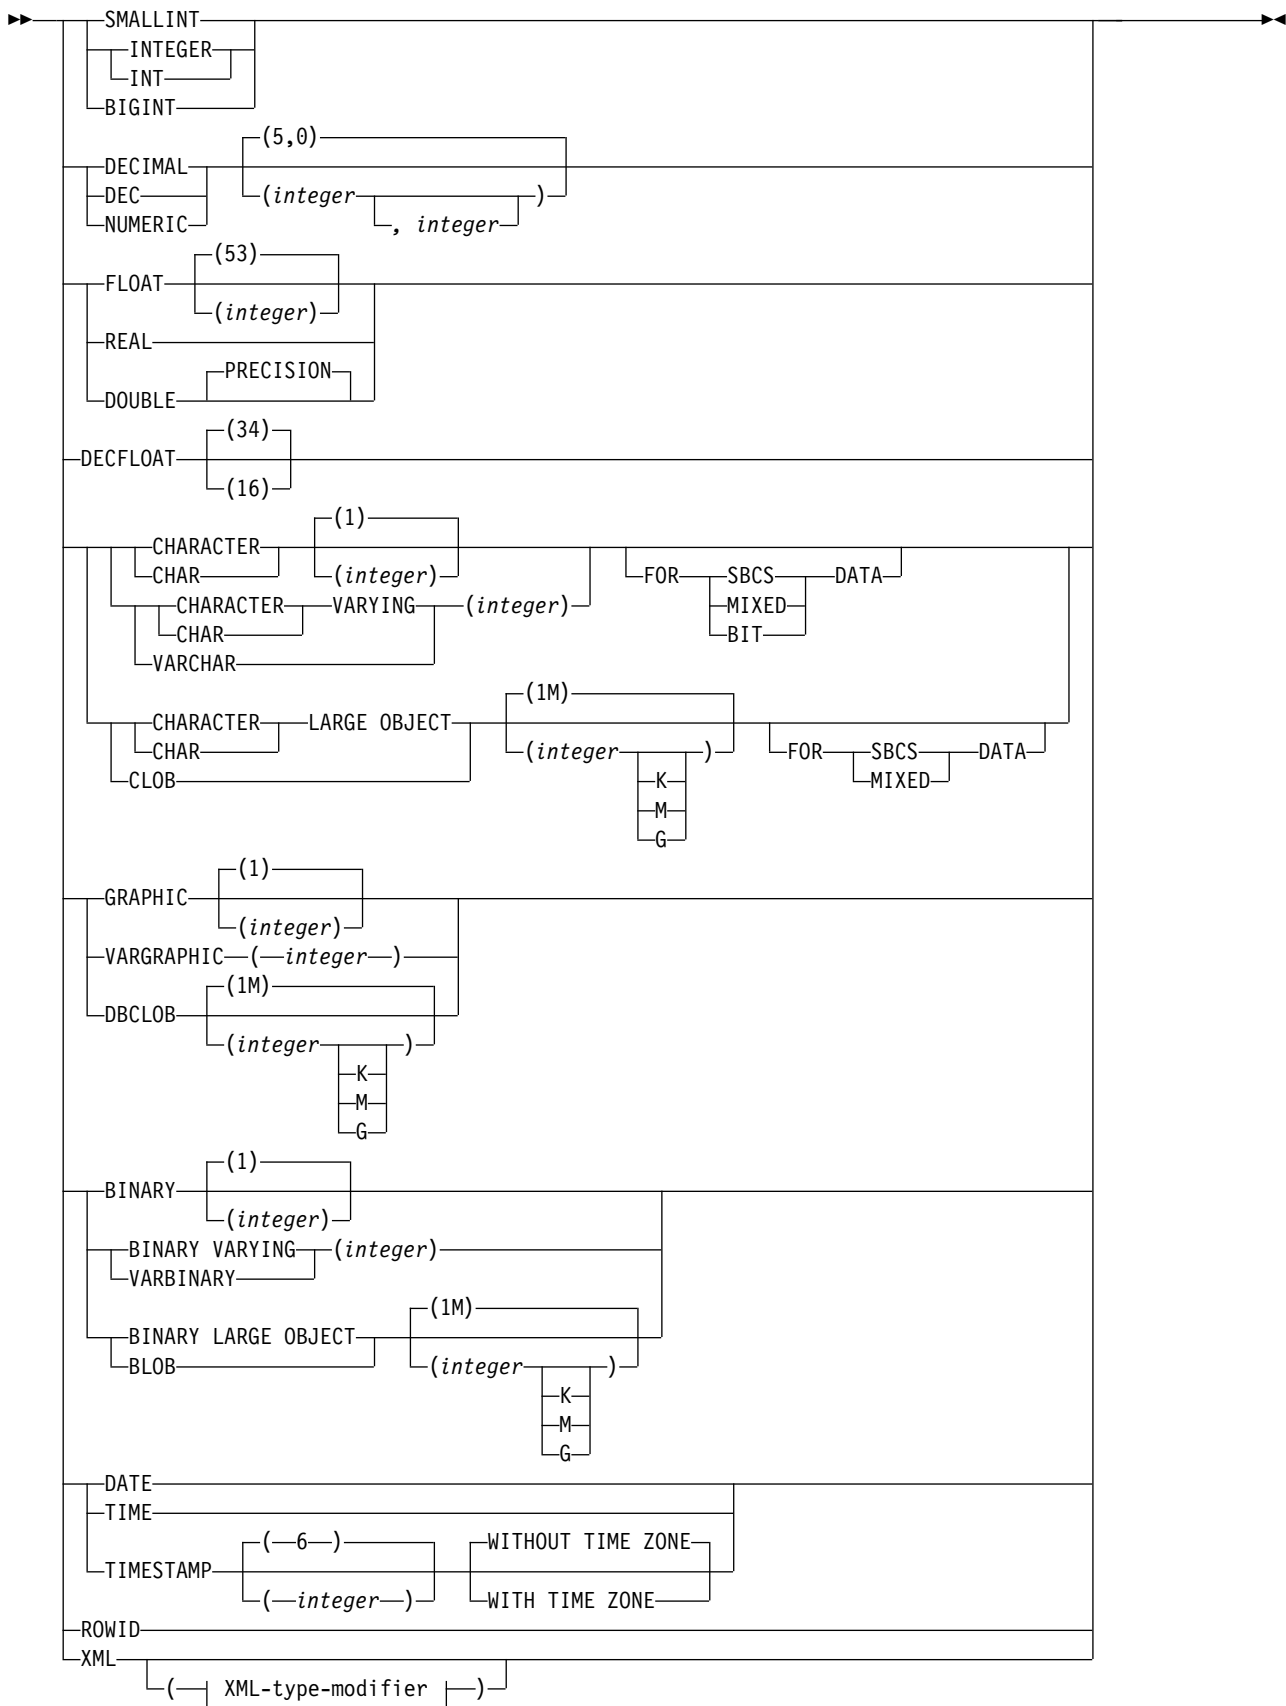 SMALLINT
INTEGER
INT
BIGINT
(5,0)
DECIMAL
DEC (integer )
NUMERIC , integer
(53)
FLOAT
(integer)
REAL
PRECISION
DOUBLE
(34)
DECFLOAT
(16)
(1)
CHARACTER
CHAR (integer) FOR SBCS DATA
CHARACTER VARYING (integer) MIXED
CHAR BIT
VARCHAR
(1M)
CHARACTER LARGE OBJECT
CHAR (integer ) FOR SBCS DATA
CLOB K MIXED
M
G
(1)
GRAPHIC
(integer)
VARGRAPHIC ( integer )
(1M)
DBCLOB
(integer )
K
M
G
(1)
BINARY
(integer)
BINARY VARYING (integer)
VARBINARY
(1M)
BINARY LARGE OBJECT
BLOB (integer )
K
M
G
DATE
TIME
( 6 ) WITHOUT TIME ZONE
TIMESTAMP
( integer ) WITH TIME ZONE
ROWID
XML
( XML-type-modifier )